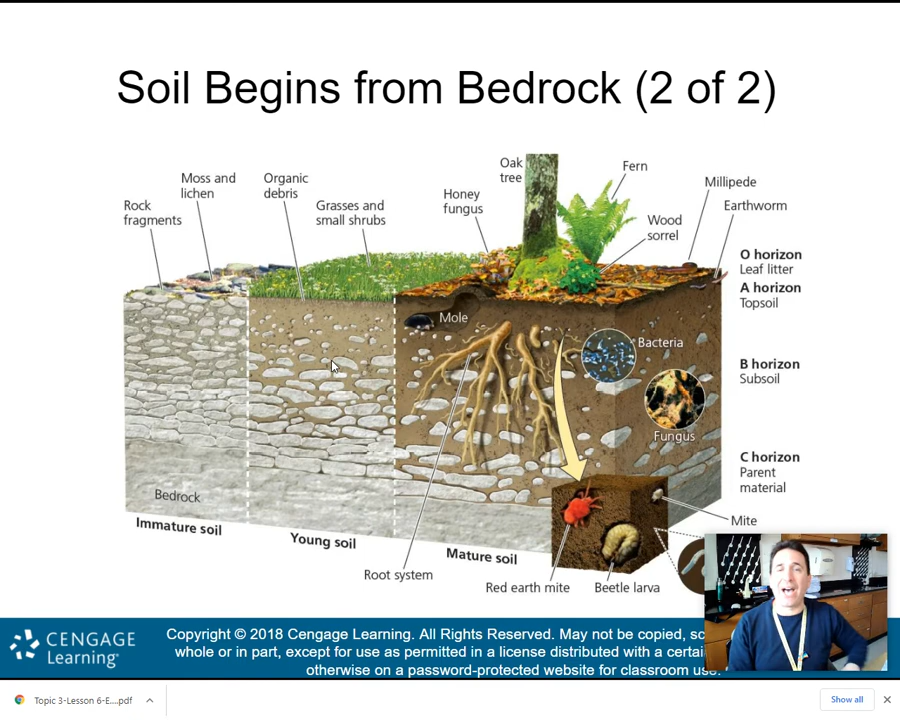 Soil Begins from Bedrock (2 of 2)
Rock
fragments
Moss and
lichen
Organic
debris
Grasses and
small shrubs
Honey
fungus
Oak
tree
Fern
Wood
sorrel
Millipede
Earthworm
O horizon
Leaf litter
A horizon
Topsoil
B horizon
Subsoil
C horizon
Parent
material
Mole
Bacteria
Fungus
Bedrock
Immature soil
Young soil
Mature soil
Root system
Red earth mite
Beetle larva
Mite
CENGAGE
Learning™
Copyright © 2018 Cengage Learning. All Rights Reserved. May not be copied,
whole or in part, except for use as permitted in a license distributed with a
otherwise on a password-protected website for classroom use.
Topic 3-Lesson 6-E....pdf
Show all